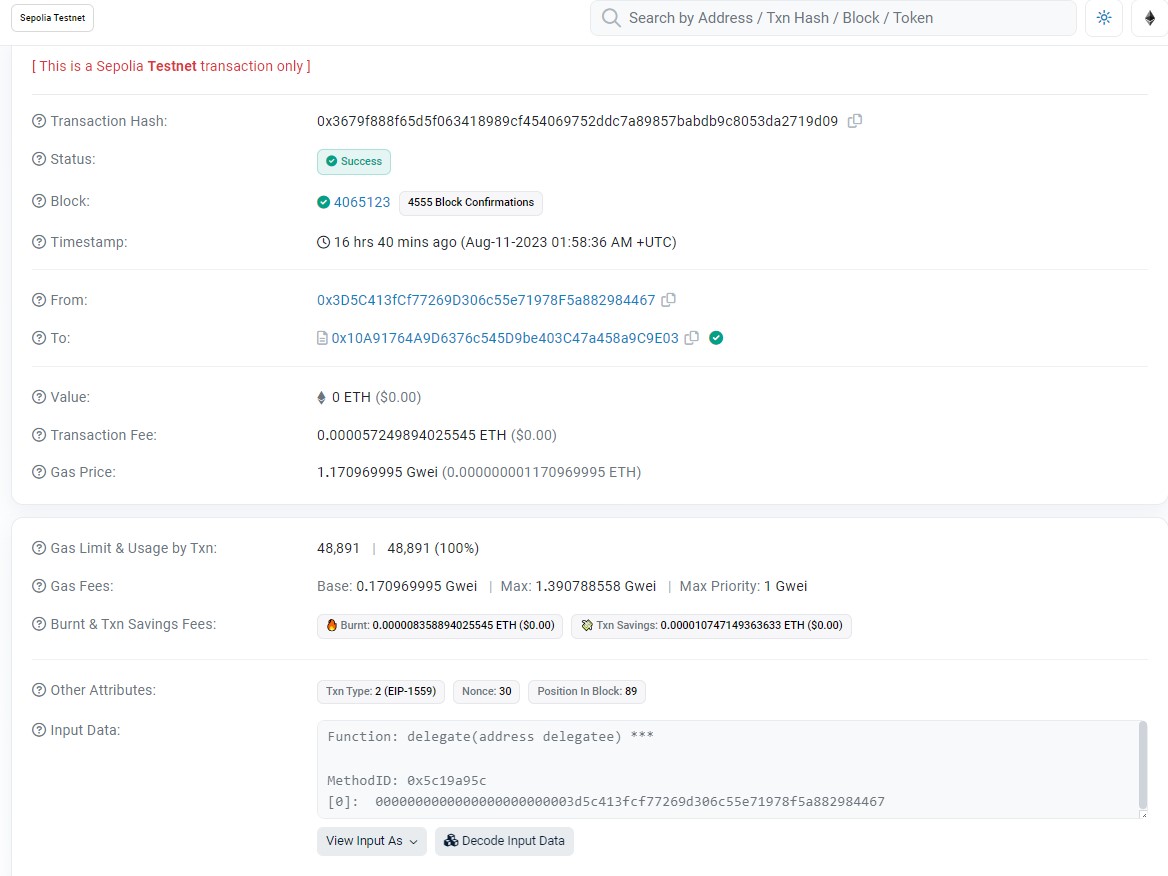 Sepolia Testnet
Search by Address / Txn Hash / Block / Token
[ This is a Sepolia Testnet transaction only ]
Transaction Hash: 0x3679f888f65d5f063418989cf454069752ddc7a89857babdb9c8053da2719d09
Status: Success
Block: 4065123 4555 Block Confirmations
Timestamp: 16 hrs 40 mins ago (Aug-11-2023 01:58:36 AM +UTC)
From: 0x3D5C413fCf77269D306c55e71978F5a882984467
To: 0x10A91764A9D6376c545D9be403C47a458a9C9E03
Value: 0 ETH ($0.00)
Transaction Fee: 0.000057249894025545 ETH ($0.00)
Gas Price: 1.170969995 Gwei (0.000000001170969995 ETH)
Gas Limit & Usage by Txn: 48,891 | 48,891 (100%)
Gas Fees: Base: 0.170969995 Gwei | Max: 1.390788558 Gwei | Max Priority: 1 Gwei
Burnt & Txn Savings Fees: Burnt: 0.000008358894025545 ETH ($0.00) Txn Savings: 0.000010747149363633 ETH ($0.00)
Other Attributes: Txn Type: 2 (EIP-1559) Nonce: 30 Position In Block: 89
Input Data: Function: delegate(address delegatee) ***
MethodID: 0x5c19a95c
[0]: 0000000000000000000000003d5c413fcf77269d306c55e71978f5a882984467
View Input As Decode Input Data